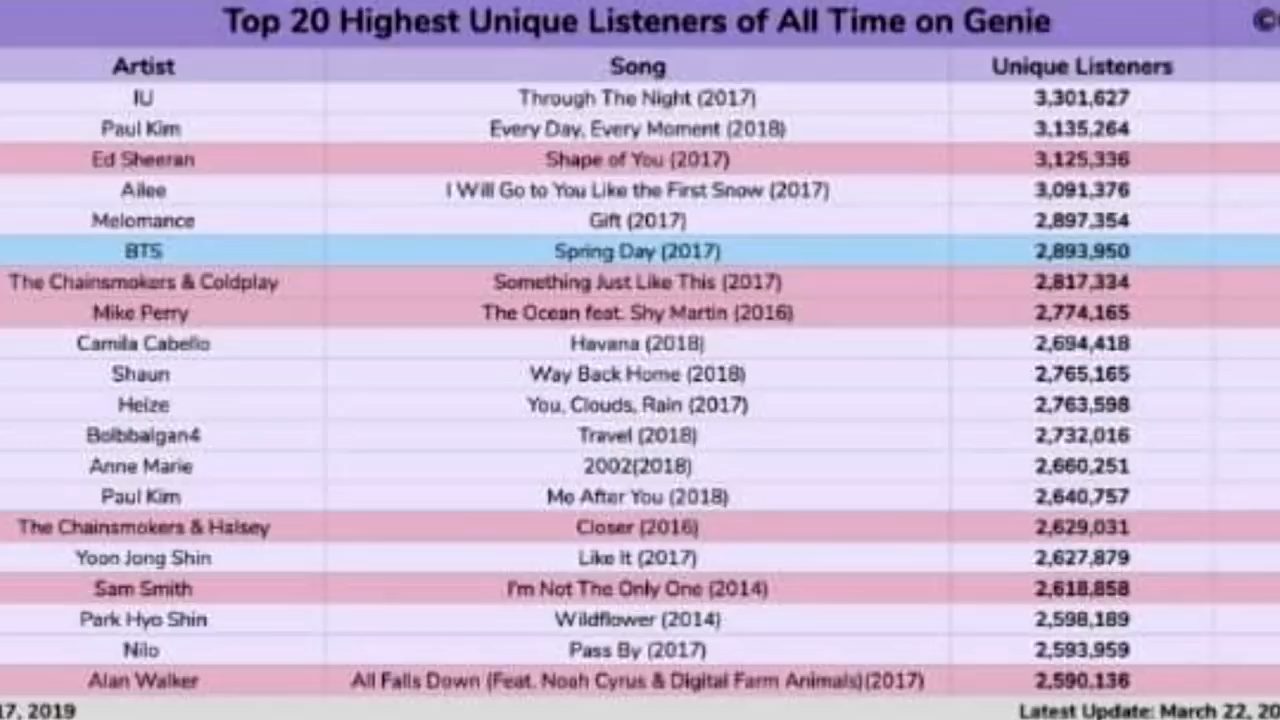 Top 20 Highest Unique Listeners of All Time on Genie ©
Artist Song Unique Listeners
IU Through The Night (2017) 3,301,627
Paul Kim Every Day, Every Moment (2018) 3,135,264
Ed Sheeran Shape of You (2017) 3,125,336
Ailee I Will Go to You Like the First Snow (2017) 3,091,376
Melomance Gift (2017) 2,897,354
BTS Spring Day (2017) 2,893,950
The Chainsmokers & Coldplay Something Just Like This (2017) 2,817,334
Mike Perry The Ocean feat. Shy Martin (2016) 2,774,165
Camila Cabello Havana (2018) 2,694,418
Shaun Way Back Home (2018) 2,765,165
Heize You, Clouds, Rain (2017) 2,763,598
Bolbbalgan4 Travel (2018) 2,732,016
Anne Marie 2002(2018) 2,660,251
Paul Kim Me After You (2018) 2,640,757
The Chainsmokers & Halsey Closer (2016) 2,629,031
Yoon Jong Shin Like It (2017) 2,627,879
Sam Smith I'm Not The Only One (2014) 2,618,858
Park Hyo Shin Wildflower (2014) 2,598,189
Nilo Pass By (2017) 2,593,959
Alan Walker All Falls Down (Feat. Noah Cyrus & Digital Farm Animals)(2017) 2,590,136
17, 2019 Latest Update: March 22, 20